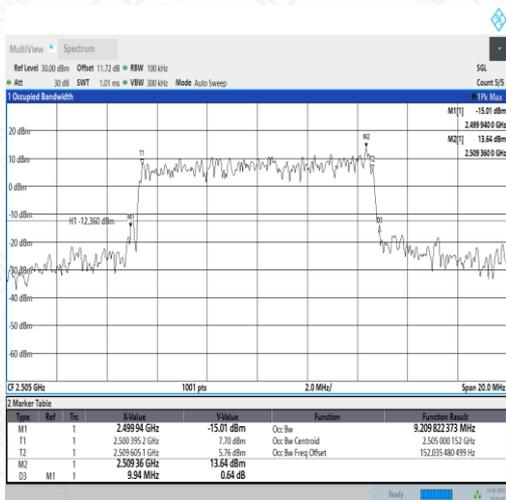 MultiView Spectrum
Ref Level 30.00 dBm Offset 11.72 dB RBW 100 kHz SGL
Att 30 dB SWT 1.01 ms VBW 300 kHz Mode Auto Sweep Count 5/5
1 Occupied Bandwidth 1Pk Max
M1[1] -15.01 dBm
2.499 940 0 GHz
M2[1] 13.64 dBm
2.509 360 0 GHz
M2
T1
20 dBm
10 dBm
0 dBm
-10 dBm
H1 -12.360 dBm
M1
-20 dBm
-30 dBm
-40 dBm
-50 dBm
-60 dBm
CF 2.505 GHz 1001 pts 2.0 MHz/ Span 20.0 MHz
2 Marker Table
Type Ref Trc X-Value Y-Value Function Function Result
M1 1 2.499 94 GHz -15.01 dBm Occ Bw 9.209 822 373 MHz
T1 1 2.500 395 2 GHz 7.70 dBm Occ Bw Centroid 2.505 000 152 GHz
T2 1 2.509 605 1 GHz 5.76 dBm Occ Bw Freq Offset 152.035 480 499 Hz
M2 1 2.509 36 GHz 13.64 dBm
D3 M1 1 9.94 MHz 0.64 dB
Ready